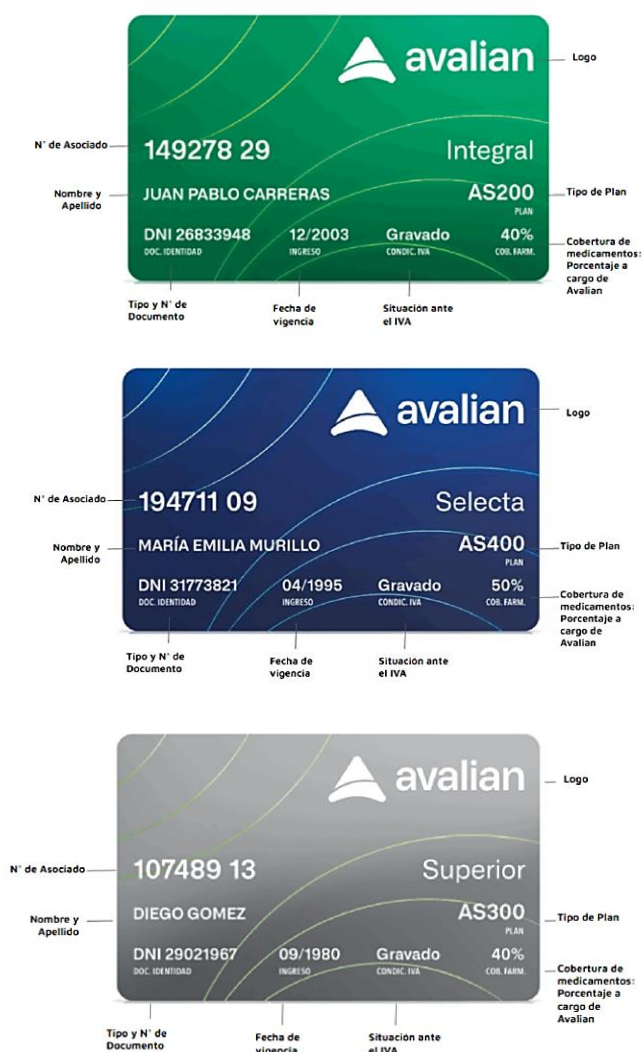 avalian
Logo
N° de Asociado
149278 29
Integral
Nombre y
Apellido
JUAN PABLO CARRERAS
AS200
PLAN
Tipo de Plan
DNI 26833948
DOC. IDENTIDAD
12/2003
INGRESO
Gravado
CONDIC. IVA
40%
COB. FARM.
Cobertura de
medicamentos:
Porcentaje a
cargo de
Avalian
Tipo y N° de
Documento
Fecha de
vigencia
Situación ante
el IVA
avalian
Logo
N° de Asociado
194711 09
Selecta
Nombre y
Apellido
MARÍA EMILIA MURILLO
AS400
PLAN
Tipo de Plan
DNI 31773821
DOC. IDENTIDAD
04/1995
INGRESO
Gravado
CONDIC. IVA
50%
COB. FARM.
Cobertura de
medicamentos:
Porcentaje a
cargo de
Avalian
Tipo y N° de
Documento
Fecha de
vigencia
Situación ante
el IVA
avalian
Logo
N° de Asociado
107489 13
Superior
Nombre y
Apellido
DIEGO GOMEZ
AS300
PLAN
Tipo de Plan
DNI 29021967
DOC. IDENTIDAD
09/1980
INGRESO
Gravado
CONDIC. IVA
40%
COB. FARM.
Cobertura de
medicamentos:
Porcentaje a
cargo de
Avalian
Tipo y N° de
Documento
Fecha de
vigencia
Situación ante
el IVA